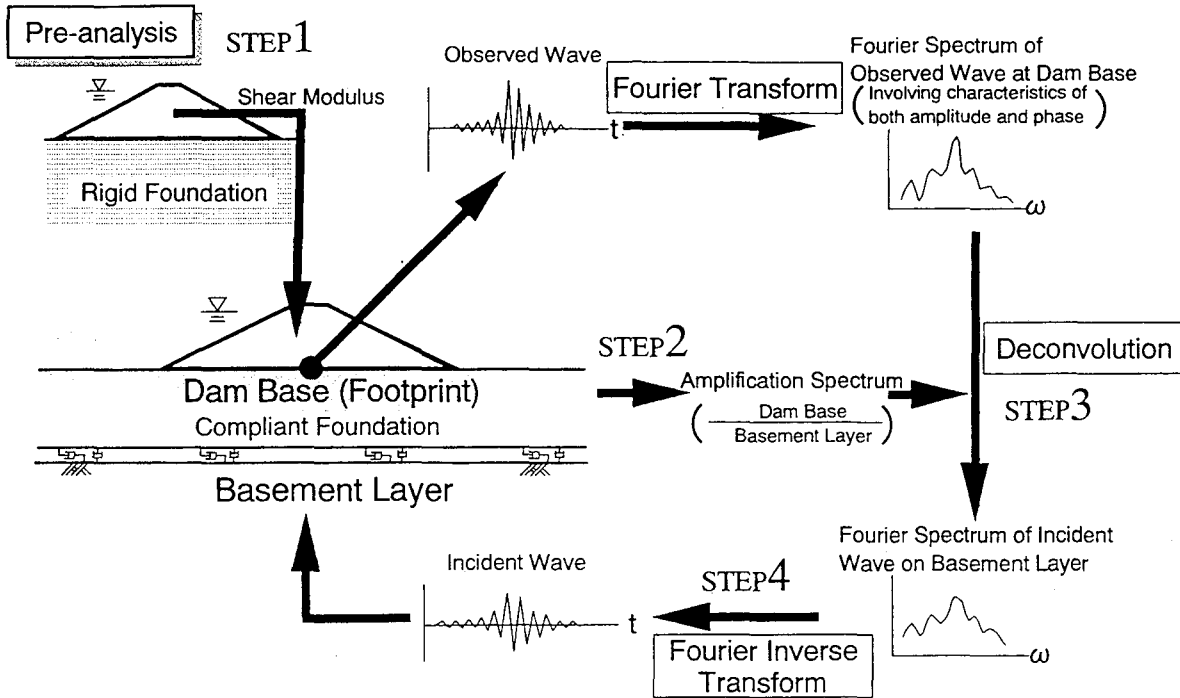 Pre-analysis
STEP1
Shear Modulus
Rigid Foundation
Observed Wave
t
Fourier Transform
Fourier Spectrum of
Observed Wave at Dam Base
(Involving characteristics of
both amplitude and phase)
ω
Dam Base (Footprint)
Compliant Foundation
Basement Layer
STEP2
Amplification Spectrum
(Dam Base
Basement Layer)
Deconvolution
STEP3
Fourier Spectrum of Incident
Wave on Basement Layer
ω
STEP4
Fourier Inverse
Transform
Incident Wave
t